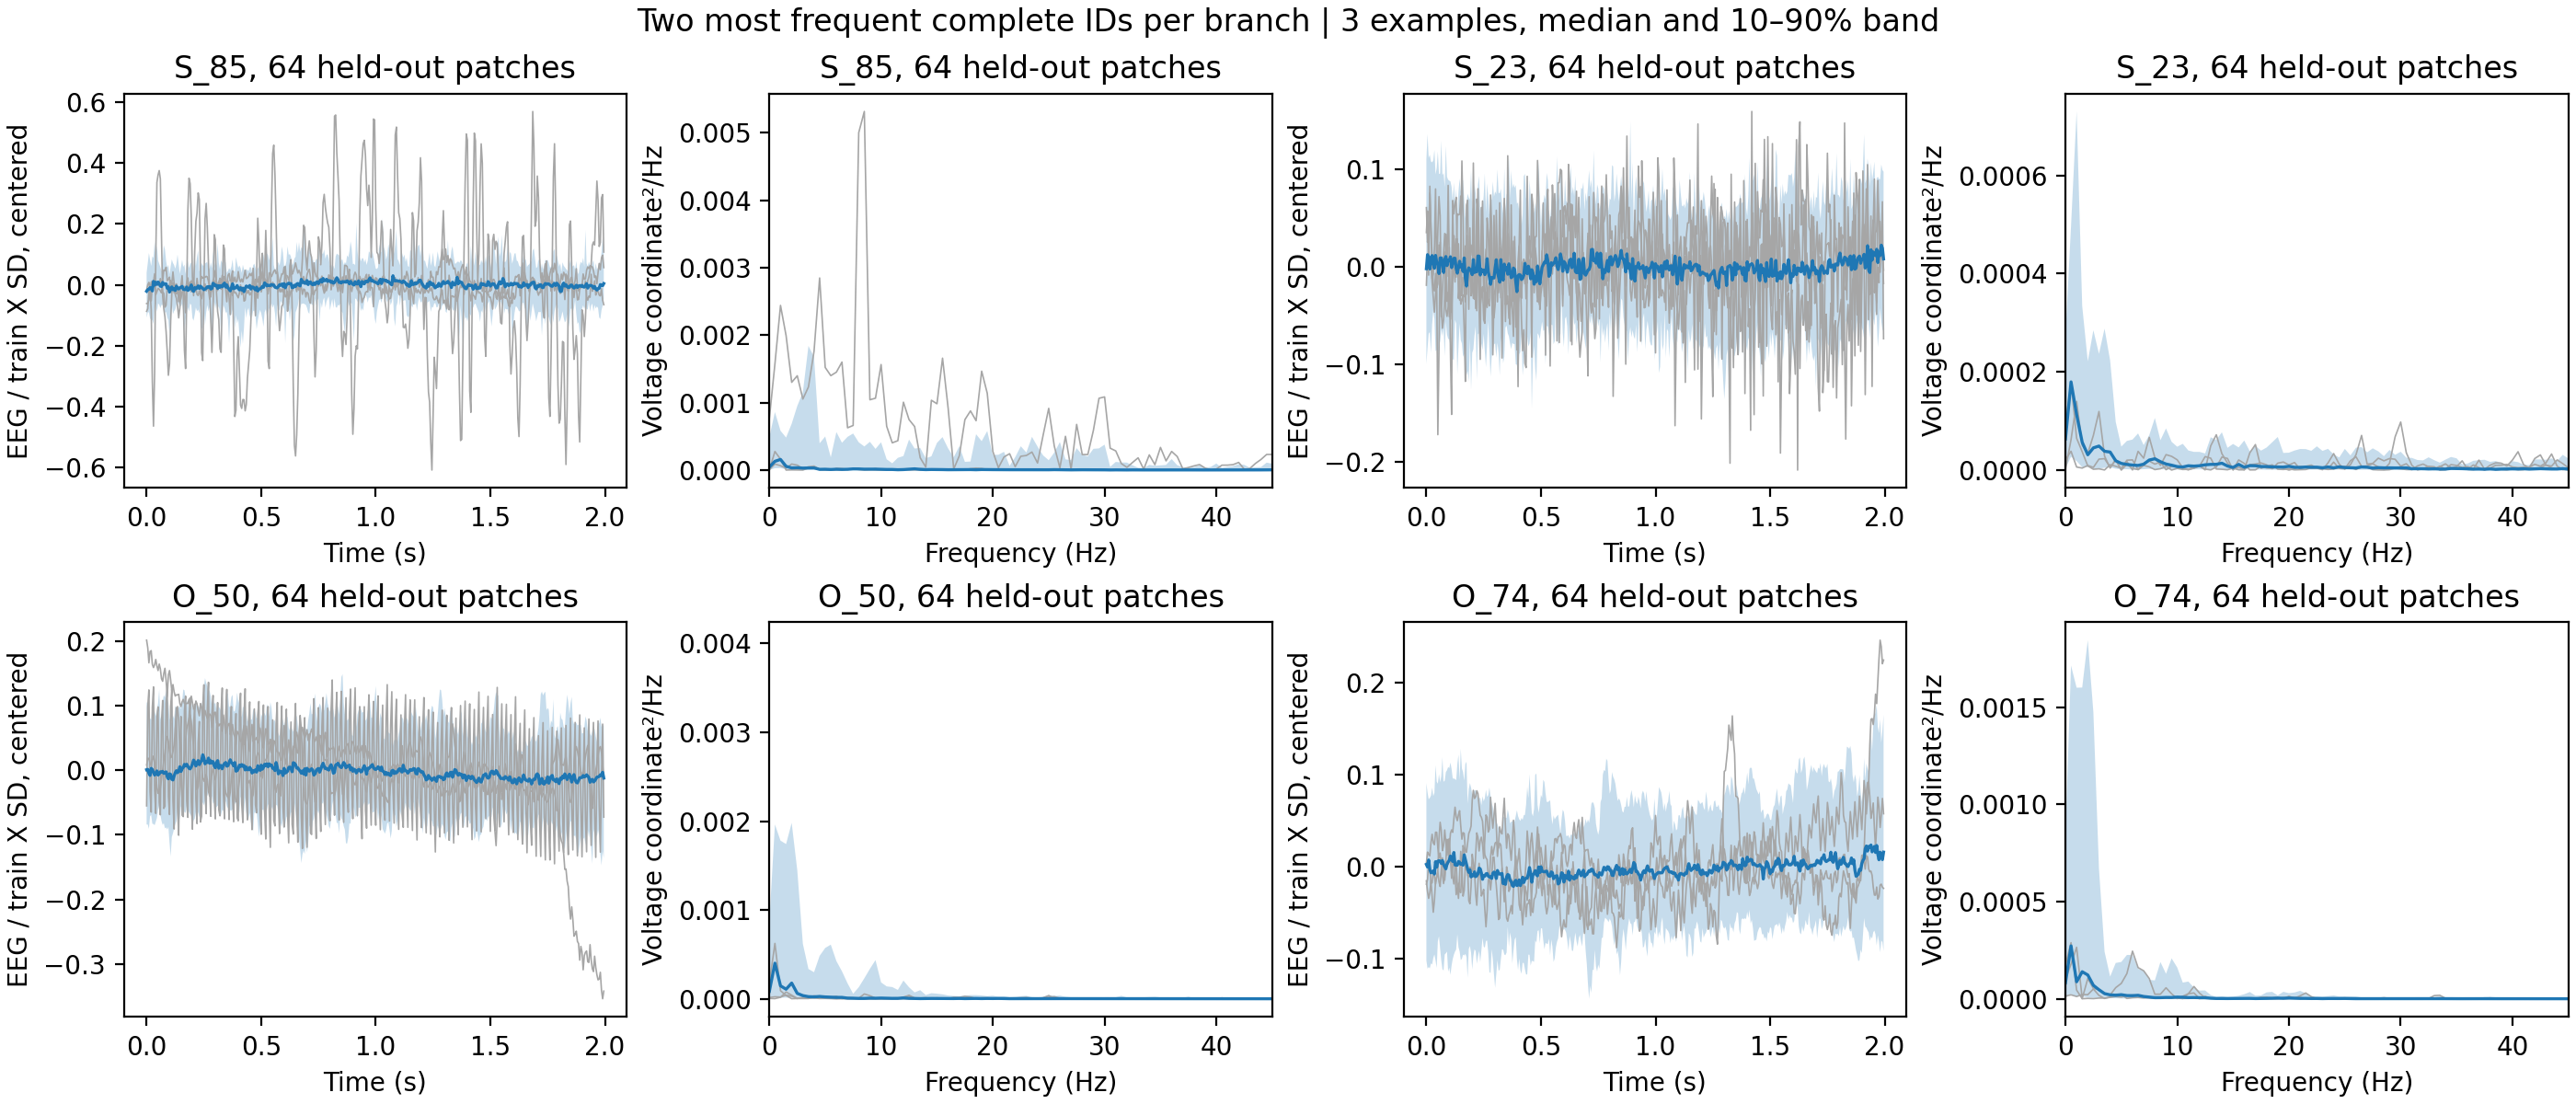 Two most frequent complete IDs per branch | 3 examples, median and 10–90% band
S_85, 64 held-out patches
EEG / train X SD, centered
0.6
0.4
0.2
0.0
−0.2
−0.4
−0.6
0.0 0.5 1.0 1.5 2.0
Time (s)
S_85, 64 held-out patches
Voltage coordinate²/Hz
0.005
0.004
0.003
0.002
0.001
0.000
0 10 20 30 40
Frequency (Hz)
S_23, 64 held-out patches
EEG / train X SD, centered
0.1
0.0
−0.1
−0.2
0.0 0.5 1.0 1.5 2.0
Time (s)
S_23, 64 held-out patches
Voltage coordinate²/Hz
0.0006
0.0004
0.0002
0.0000
0 10 20 30 40
Frequency (Hz)
O_50, 64 held-out patches
EEG / train X SD, centered
0.2
0.1
0.0
−0.1
−0.2
−0.3
0.0 0.5 1.0 1.5 2.0
Time (s)
O_50, 64 held-out patches
Voltage coordinate²/Hz
0.004
0.003
0.002
0.001
0.000
0 10 20 30 40
Frequency (Hz)
O_74, 64 held-out patches
EEG / train X SD, centered
0.2
0.1
0.0
−0.1
0.0 0.5 1.0 1.5 2.0
Time (s)
O_74, 64 held-out patches
Voltage coordinate²/Hz
0.0015
0.0010
0.0005
0.0000
0 10 20 30 40
Frequency (Hz)